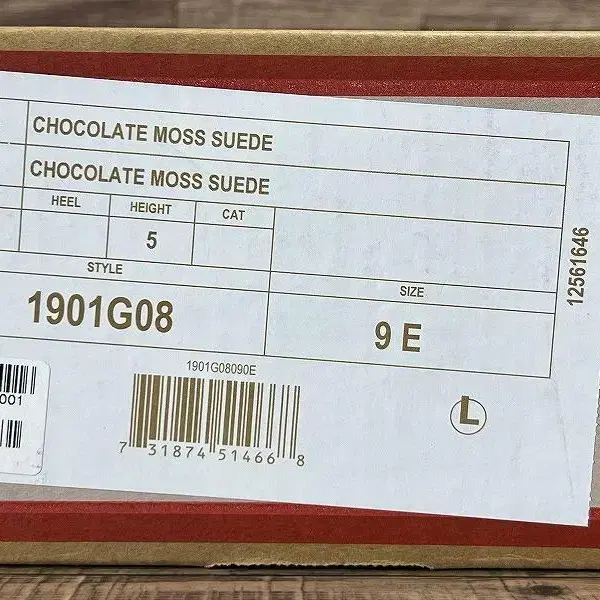 CHOCOLATE MOSS SUEDE
CHOCOLATE MOSS SUEDE
HEEL HEIGHT CAT
5
STYLE SIZE
1901G08 9 E
12561646
1901G08090E
001
7 31874 51466 8
L